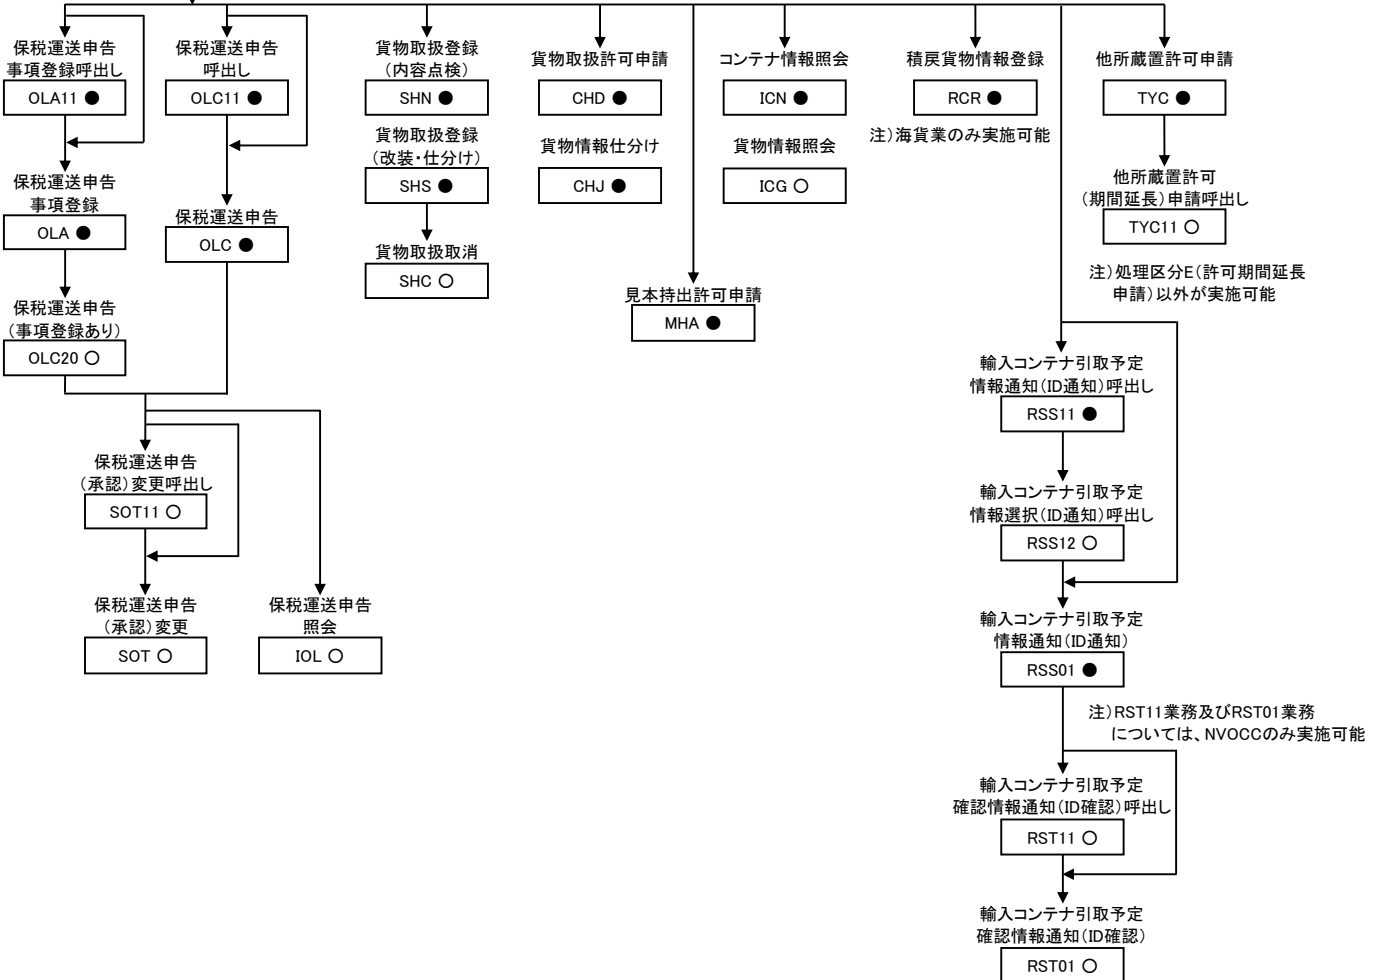 保税運送申告
事項登録呼出し
OLA11 ●
保税運送申告
事項登録
OLA ●
保税運送申告
(事項登録あり)
OLC20 ○
保税運送申告
呼出し
OLC11 ●
保税運送申告
OLC ●
保税運送申告
(承認)変更呼出し
SOT11 ○
保税運送申告
(承認)変更
SOT ○
保税運送申告
照会
IOL ○
貨物取扱登録
(内容点検)
SHN ●
貨物取扱登録
(改装・仕分け)
SHS ●
貨物取扱取消
SHC ○
貨物取扱許可申請
CHD ●
貨物情報仕分け
CHJ ●
見本持出許可申請
MHA ●
コンテナ情報照会
ICN ●
貨物情報照会
ICG ○
積戻貨物情報登録
RCR ●
注)海貨業のみ実施可能
他所蔵置許可申請
TYC ●
他所蔵置許可
(期間延長)申請呼出し
TYC11 ○
注)処理区分E(許可期間延長
申請)以外が実施可能
輸入コンテナ引取予定
情報通知(ID通知)呼出し
RSS11 ●
輸入コンテナ引取予定
情報選択(ID通知)呼出し
RSS12 ○
輸入コンテナ引取予定
情報通知(ID通知)
RSS01 ●
注)RST11業務及びRST01業務
については、NVOCCのみ実施可能
輸入コンテナ引取予定
確認情報通知(ID確認)呼出し
RST11 ○
輸入コンテナ引取予定
確認情報通知(ID確認)
RST01 ○